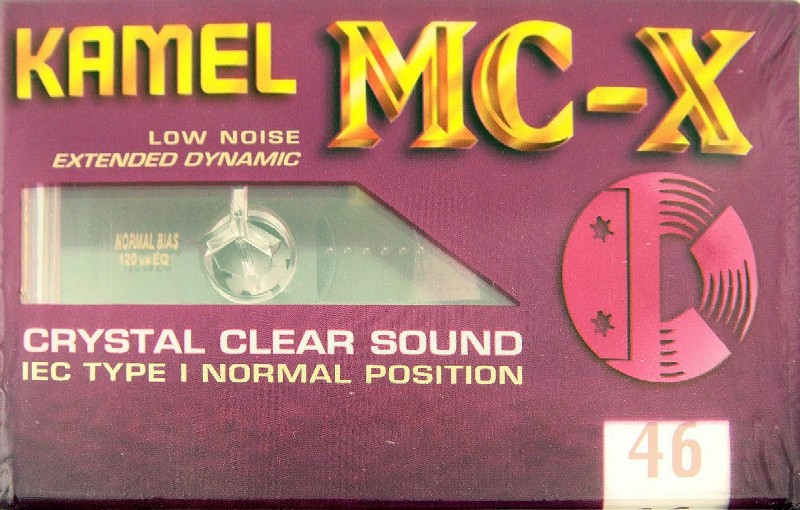 KAMEL
MC-X
LOW NOISE
EXTENDED DYNAMIC
NORMAL BIAS
120 µs EQ
CRYSTAL CLEAR SOUND
IEC TYPE I NORMAL POSITION
46